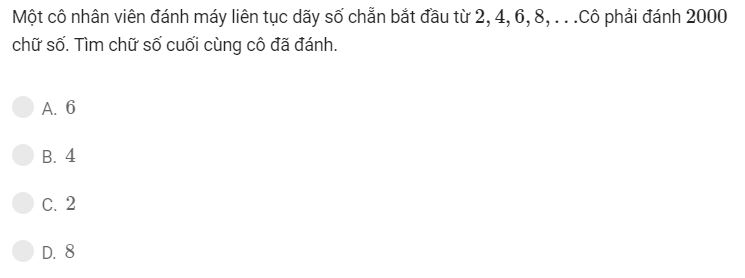 Một cô nhân viên đánh máy liên tục dãy số chẵn bắt đầu từ 2, 4, 6, 8, . . .Cô phải đánh 2000
chữ số. Tìm chữ số cuối cùng cô đã đánh.
A. 6
B. 4
C. 2
D. 8